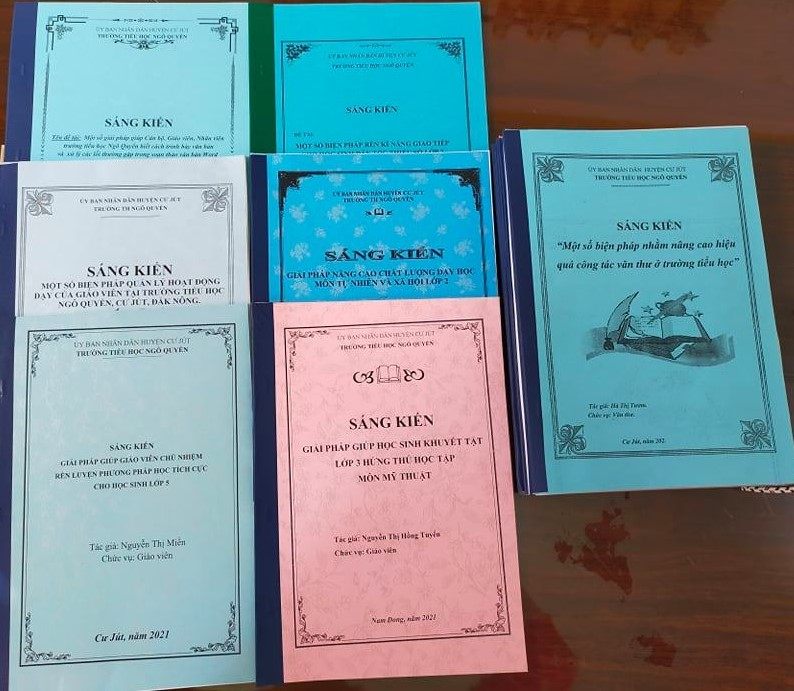 ỦY BAN NHÂN DÂN HUYỆN CƯ JÚT
TRƯỜNG TIỂU HỌC NGÔ QUYỀN
SÁNG KIẾN
Tên đề tài: Một số giải pháp giúp Cán bộ, Giáo viên, Nhân viên
trường tiểu học Ngô Quyền biết cách trình bày văn bản
và xử lý các lỗi thường gặp trong soạn thảo văn bản Word
ỦY BAN NHÂN DÂN HUYỆN CƯ JÚT
TRƯỜNG TIỂU HỌC NGÔ QUYỀN
SÁNG KIẾN
ĐỀ TÀI
MỘT SỐ BIỆN PHÁP RÈN KĨ NĂNG GIAO TIẾP
ỦY BAN NHÂN DÂN HUYỆN CƯ JÚT
TRƯỜNG TH NGÔ QUYỀN
SÁNG KIẾN
MỘT SỐ BIỆN PHÁP QUẢN LÝ HOẠT ĐỘNG
DẠY CỦA GIÁO VIÊN TẠI TRƯỜNG TIỂU HỌC
NGÔ QUYỀN, CƯ JÚT, ĐĂK NÔNG.
ỦY BAN NHÂN DÂN HUYỆN CƯ JÚT
TRƯỜNG TH NGÔ QUYỀN
SÁNG KIẾN
GIẢI PHÁP NÂNG CAO CHẤT LƯỢNG DẠY HỌC
MÔN TỰ NHIÊN VÀ XÃ HỘI LỚP 2
ỦY BAN NHÂN DÂN HUYỆN CƯ JÚT
TRƯỜNG TIỂU HỌC NGÔ QUYỀN
SÁNG KIẾN
GIẢI PHÁP GIÚP GIÁO VIÊN CHỦ NHIỆM
RÈN LUYỆN PHƯƠNG PHÁP HỌC TÍCH CỰC
CHO HỌC SINH LỚP 5
Tác giả: Nguyễn Thị Miền
Chức vụ: Giáo viên
Cư Jút, năm 2021
ỦY BAN NHÂN DÂN HUYỆN CƯ JÚT
TRƯỜNG TIỂU HỌC NGÔ QUYỀN
SÁNG KIẾN
GIẢI PHÁP GIÚP HỌC SINH KHUYẾT TẬT
LỚP 3 HỨNG THÚ HỌC TẬP
MÔN MỸ THUẬT
Tác giả: Nguyễn Thị Hồng Tuyến
Chức vụ: Giáo viên
Nam Dong, năm 2021
ỦY BAN NHÂN DÂN HUYỆN CƯ JÚT
TRƯỜNG TIỂU HỌC NGÔ QUYỀN
SÁNG KIẾN
“Một số biện pháp nhằm nâng cao hiệu
quả công tác văn thư ở trường tiểu học”
Tác giả: Hà Thị
Chức vụ: Văn thư.
Cư Jút, năm 202